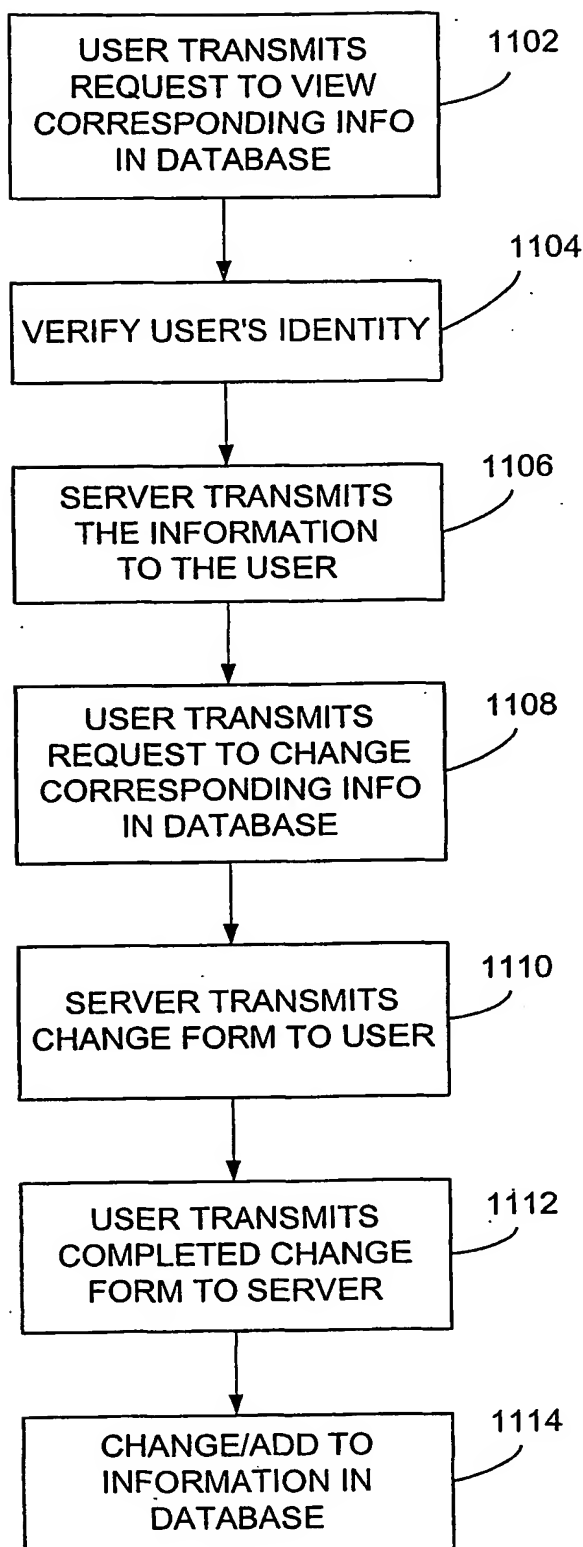 USER TRANSMITS
REQUEST TO VIEW
CORRESPONDING INFO
IN DATABASE
1102
VERIFY USER'S IDENTITY
1104
SERVER TRANSMITS
THE INFORMATION
TO THE USER
1106
USER TRANSMITS
REQUEST TO CHANGE
CORRESPONDING INFO
IN DATABASE
1108
SERVER TRANSMITS
CHANGE FORM TO USER
1110
USER TRANSMITS
COMPLETED CHANGE
FORM TO SERVER
1112
CHANGE/ADD TO
INFORMATION IN
DATABASE
1114